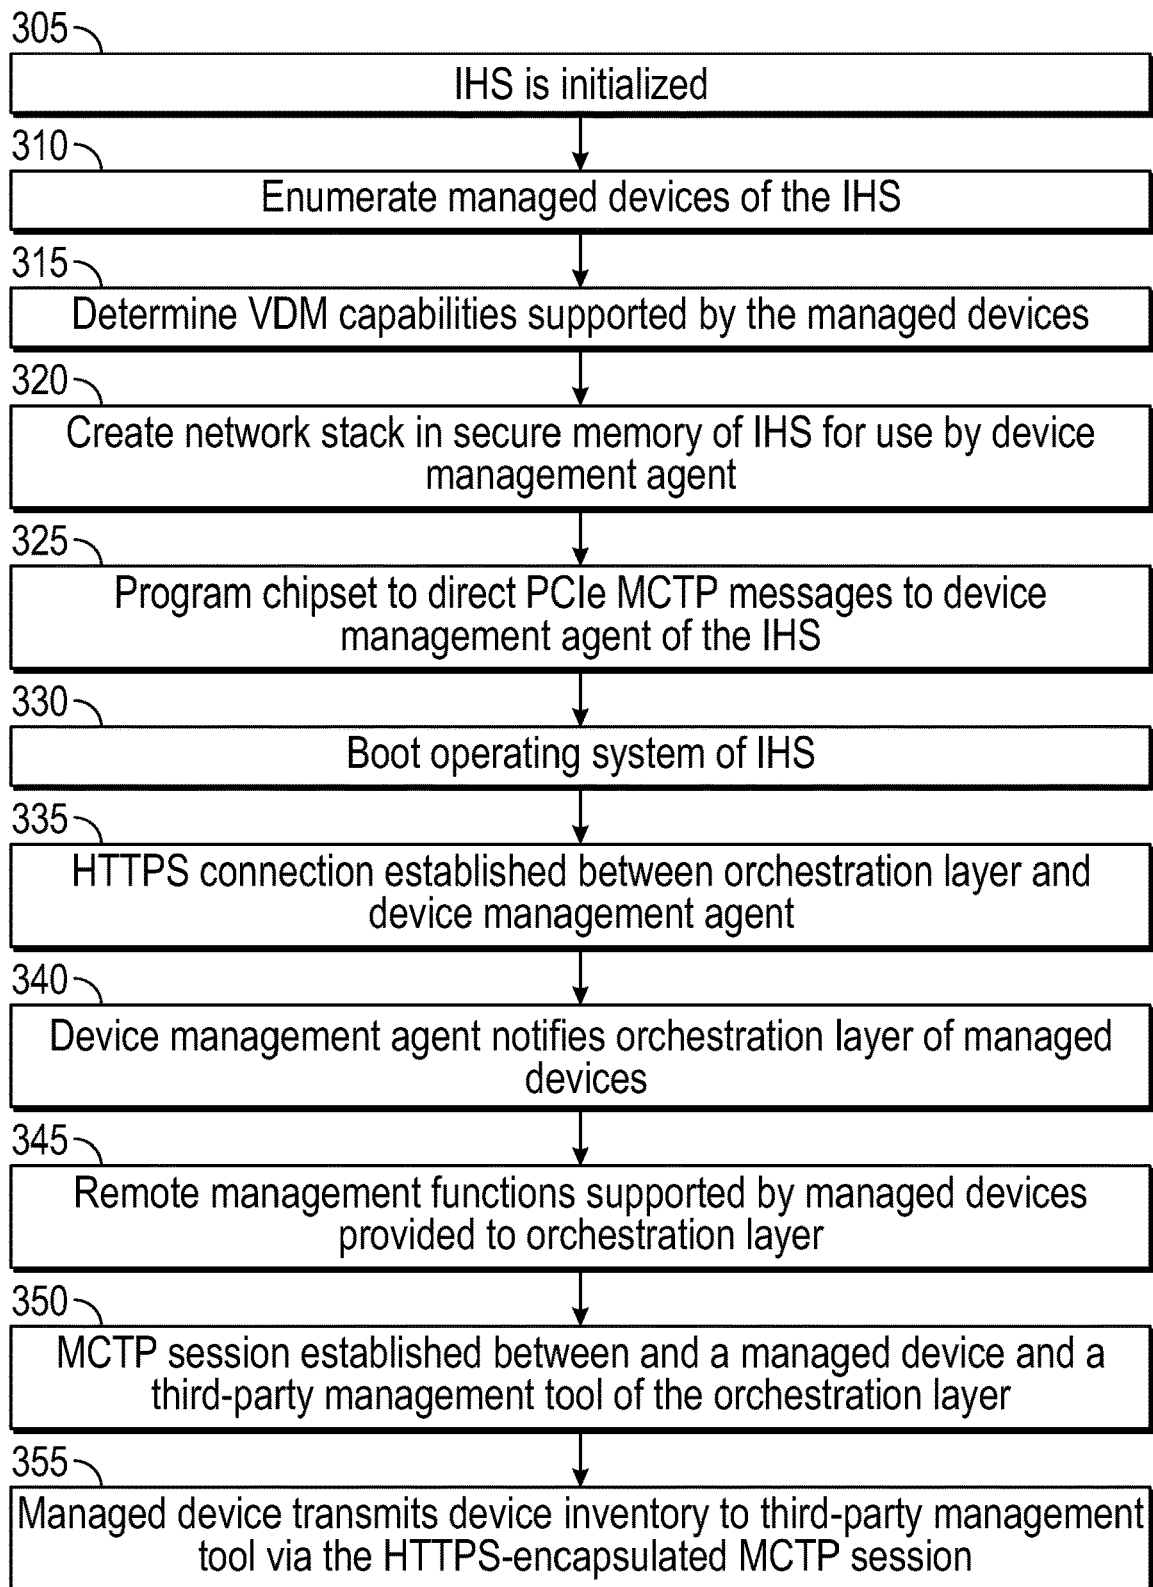 305
IHS is initialized
310
Enumerate managed devices of the IHS
315
Determine VDM capabilities supported by the managed devices
320
Create network stack in secure memory of IHS for use by device
management agent
325
Program chipset to direct PCIe MCTP messages to device
management agent of the IHS
330
Boot operating system of IHS
335
HTTPS connection established between orchestration layer and
device management agent
340
Device management agent notifies orchestration layer of managed
devices
345
Remote management functions supported by managed devices
provided to orchestration layer
350
MCTP session established between and a managed device and a
third-party management tool of the orchestration layer
355
Managed device transmits device inventory to third-party management
tool via the HTTPS-encapsulated MCTP session